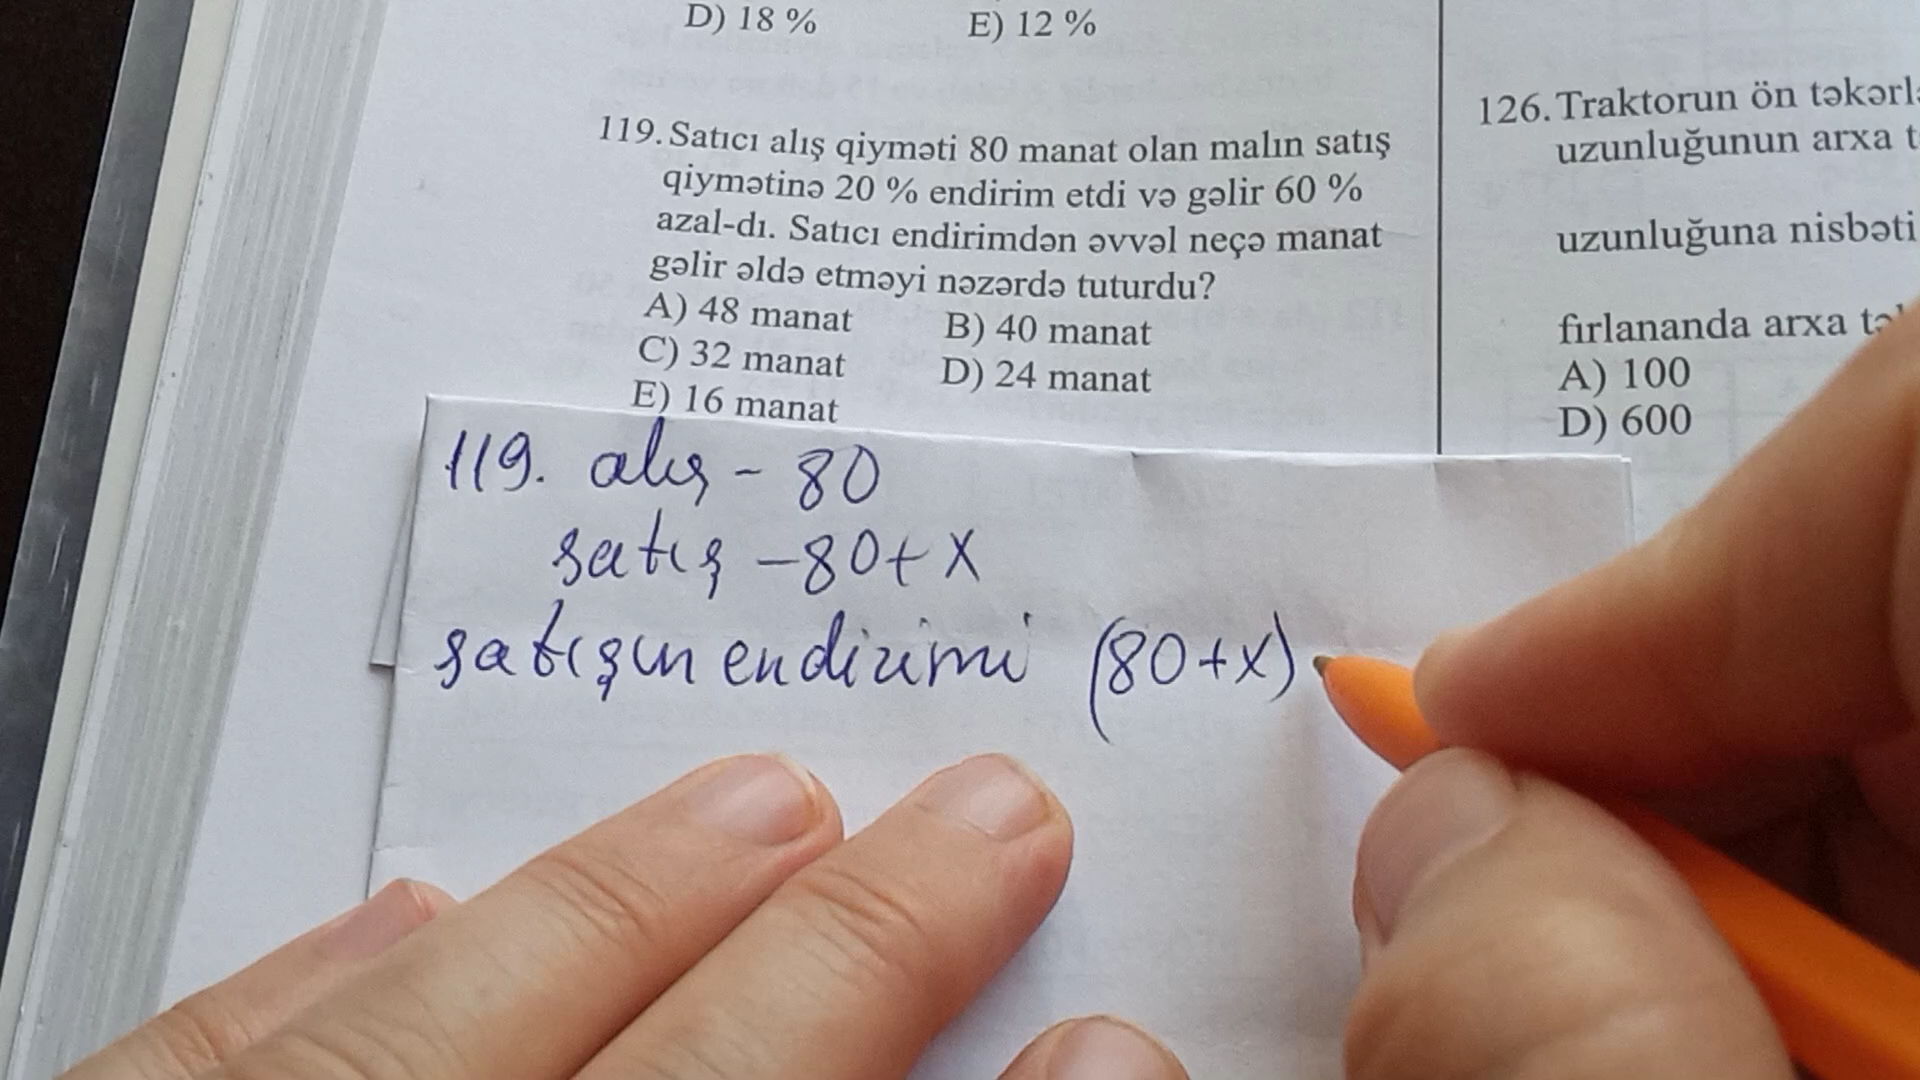 D) 18 % E) 12 %
119. Satıcı alış qiyməti 80 manat olan malın satış
qiymətinə 20 % endirim etdi və gəlir 60 %
azal-dı. Satıcı endirimdən əvvəl neçə manat
gəlir əldə etməyi nəzərdə tuturdu?
A) 48 manat B) 40 manat
C) 32 manat D) 24 manat
E) 16 manat
126. Traktorun ön təkərl
uzunluğunun arxa t
uzunluğuna nisbəti
fırlananda arxa tə
A) 100
D) 600
119. alış - 80
satış - 80 + x
satışın endirimi (80 + x)